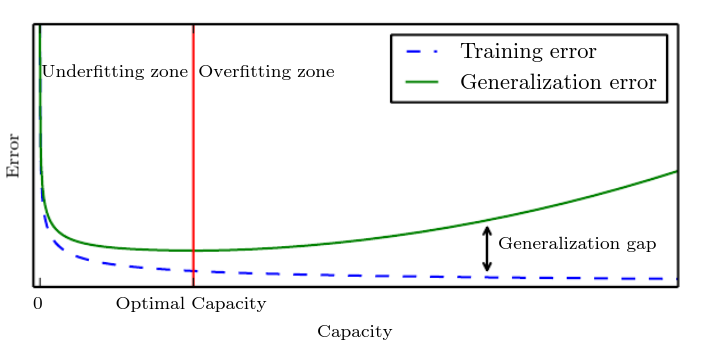 Training error
Generalization error
Underfitting zone
Overfitting zone
Error
Generalization gap
0
Optimal Capacity
Capacity